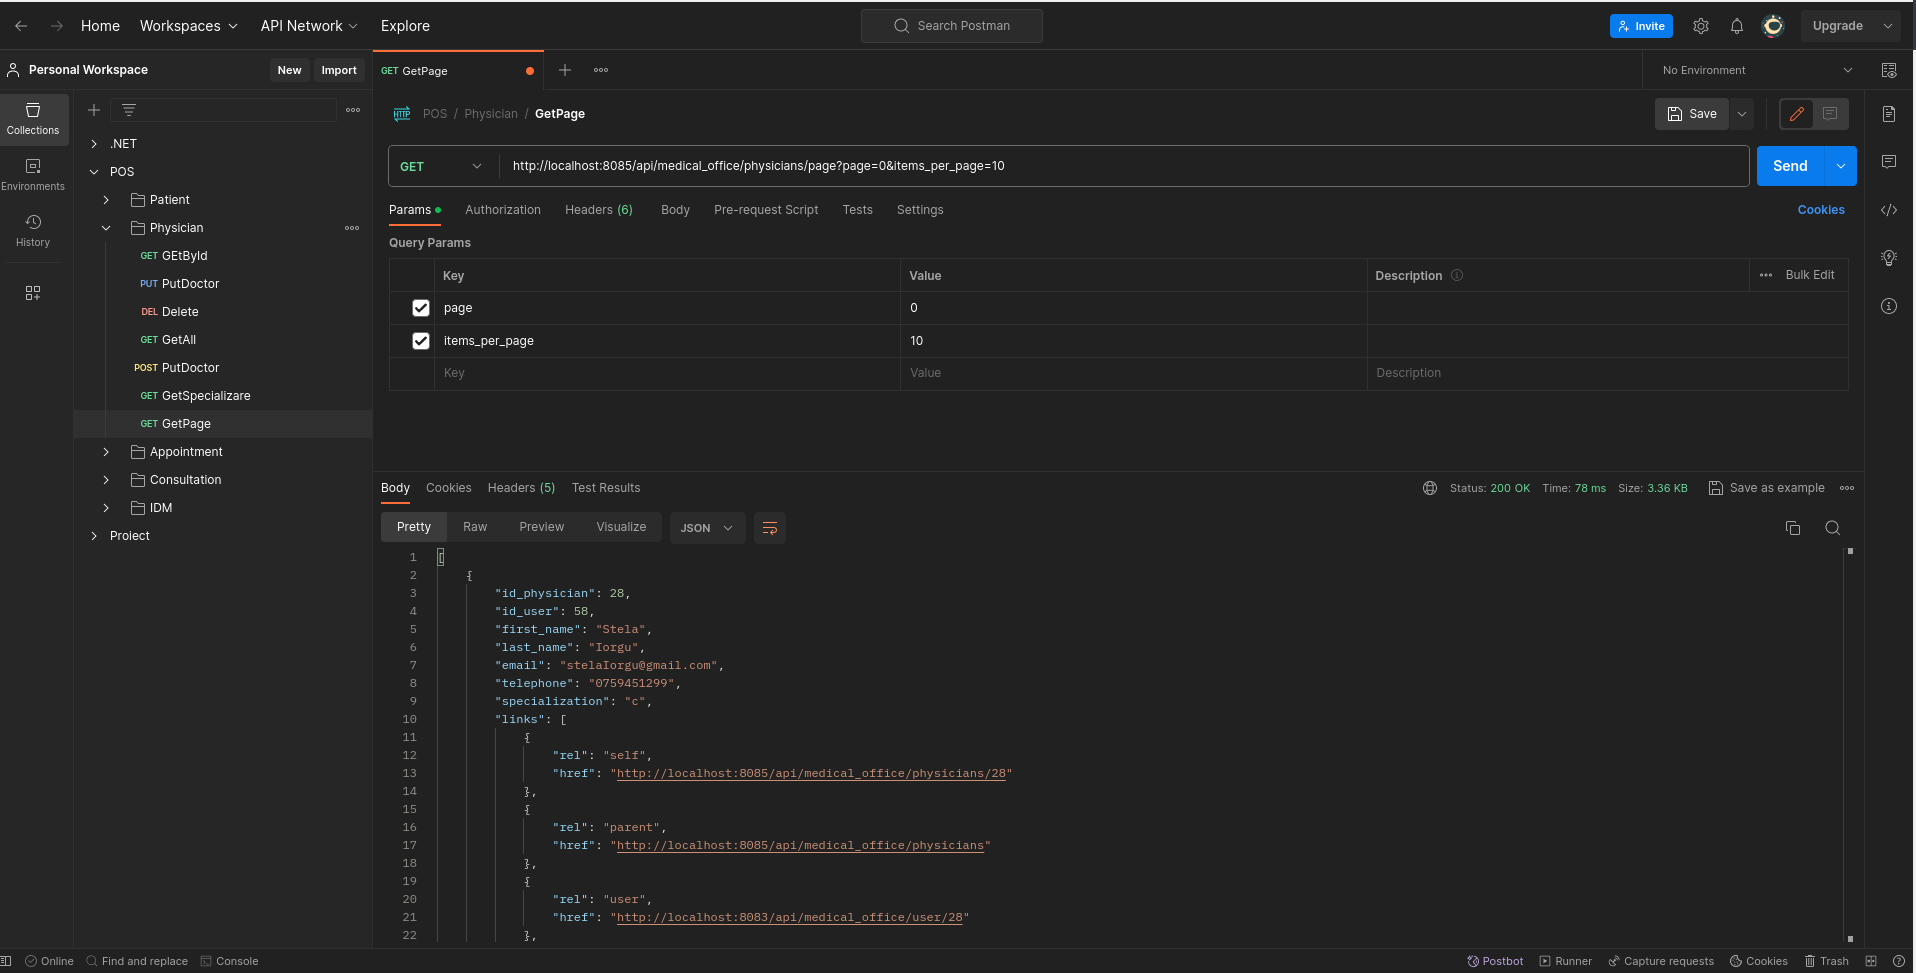 Home Workspaces API Network Explore Search Postman Invite Upgrade
Personal Workspace New Import GET GetPage No Environment
Collections
Environments
History
.NET
POS
Patient
Physician
GET GEtById
PUT PutDoctor
DEL Delete
GET GetAll
POST PutDoctor
GET GetSpecializare
GET GetPage
Appointment
Consultation
IDM
Proiect
HTTP POS / Physician / GetPage Save
GET http://localhost:8085/api/medical_office/physicians/page?page=0&items_per_page=10 Send
Params Authorization Headers (6) Body Pre-request Script Tests Settings Cookies
Query Params
Key Value Description Bulk Edit
page 0
items_per_page 10
Key Value Description
Body Cookies Headers (5) Test Results Status: 200 OK Time: 78 ms Size: 3.36 KB Save as example
Pretty Raw Preview Visualize JSON
1 [
2 {
3 "id_physician": 28,
4 "id_user": 58,
5 "first_name": "Stela",
6 "last_name": "Iorgu",
7 "email": "stelaIorgu@gmail.com",
8 "telephone": "0759451299",
9 "specialization": "c",
10 "links": [
11 {
12 "rel": "self",
13 "href": "http://localhost:8085/api/medical_office/physicians/28"
14 },
15 {
16 "rel": "parent",
17 "href": "http://localhost:8085/api/medical_office/physicians"
18 },
19 {
20 "rel": "user",
21 "href": "http://localhost:8083/api/medical_office/user/28"
22 },
Online Find and replace Console Postbot Runner Capture requests Cookies Trash